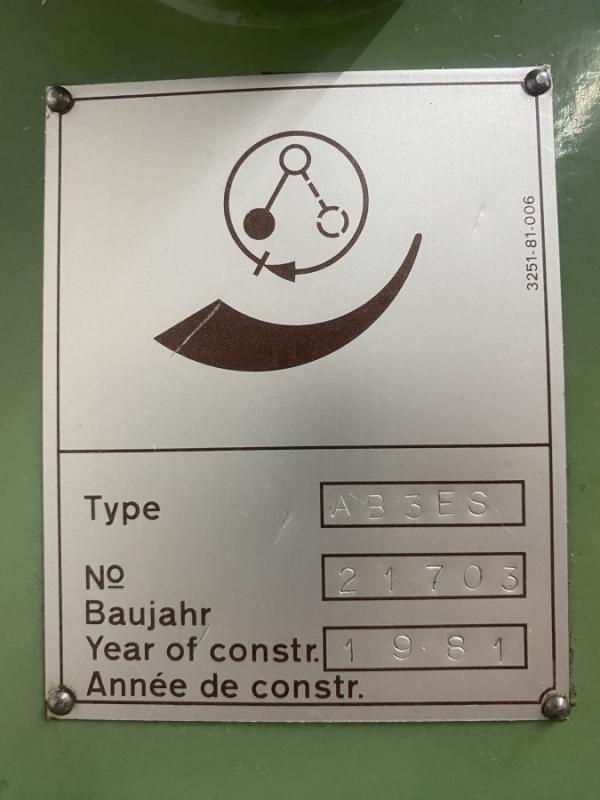 3251-81-006
Type AB3ES
Nº 21703
Baujahr
Year of constr. 1981
Année de constr.